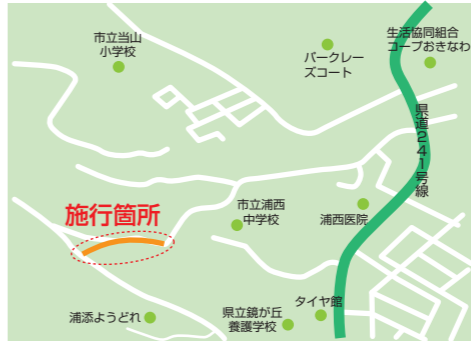 生活協同組合
コープおきなわ
市立当山
小学校
パークレー
ズコート
県道241号線
施行箇所
市立浦西
中学校
浦西医院
浦添ようどれ
県立鏡が丘
養護学校
タイヤ館